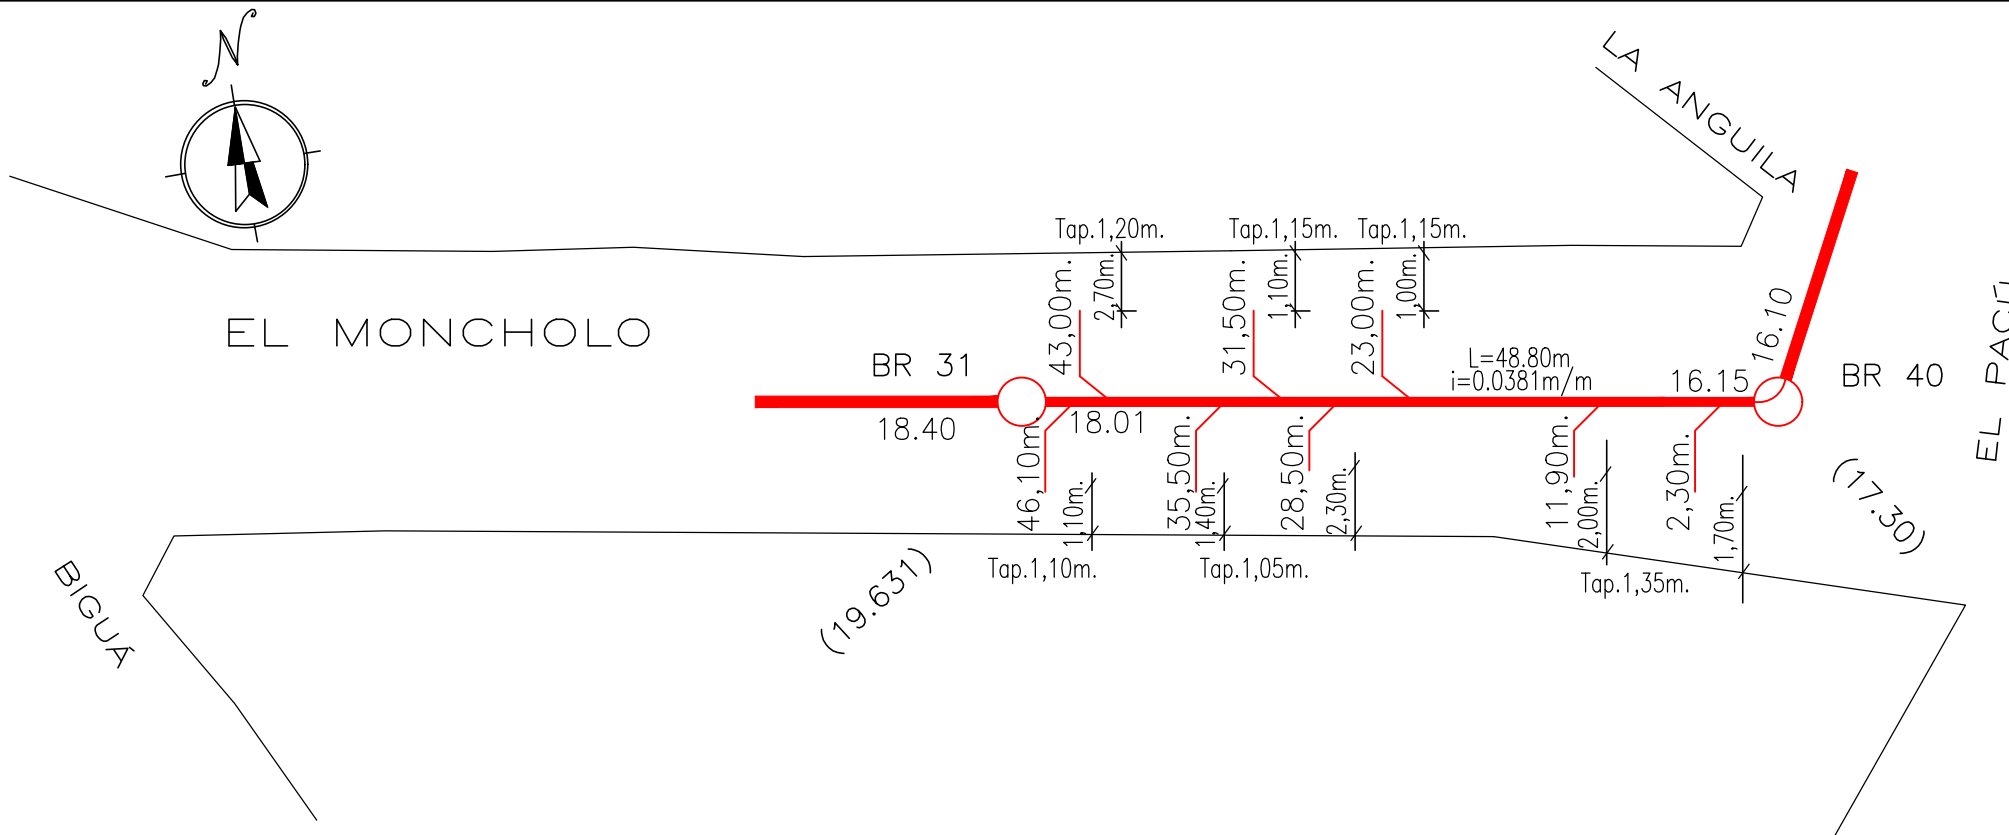 N
LA ANGUILA
Tap.1,20m.
Tap.1,15m.
Tap.1,15m.
43,00m.
2,70m.
31,50m.
1,10m.
23,00m.
1,00m.
EL MONCHOLO
BR 31
L=48.80m
i=0.0381m/m
16.15
16.10
BR 40
18.40
18.01
46,10m.
1,10m.
35,50m.
1,40m.
28,50m.
2,30m.
11,90m.
2,00m.
2,30m.
1,70m.
(17.30)
Tap.1,10m.
Tap.1,05m.
Tap.1,35m.
(19.631)
BIGUÁ
EL